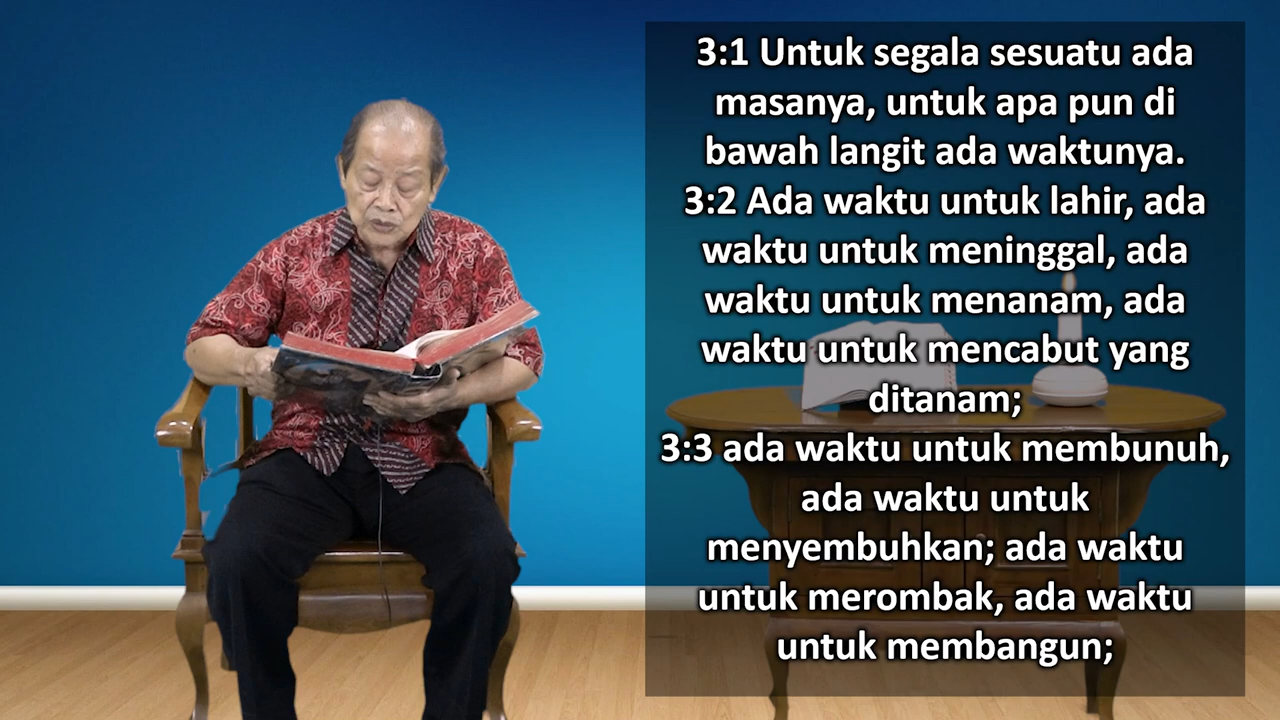 3:1 Untuk segala sesuatu ada
masanya, untuk apa pun di
bawah langit ada waktunya.
3:2 Ada waktu untuk lahir, ada
waktu untuk meninggal, ada
waktu untuk menanam, ada
waktu untuk mencabut yang
ditanam;
3:3 ada waktu untuk membunuh,
ada waktu untuk
menyembuhkan; ada waktu
untuk merombak, ada waktu
untuk membangun;